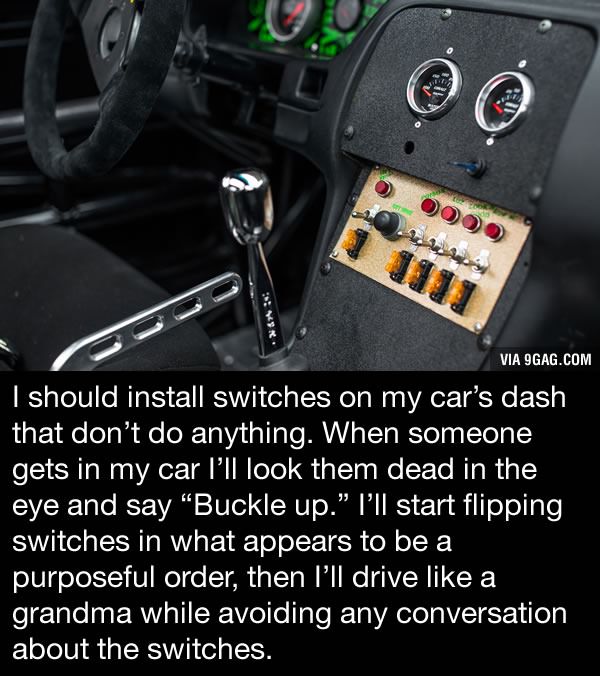 VIA 9GAG.COM
I should install switches on my car’s dash
that don’t do anything. When someone
gets in my car I’ll look them dead in the
eye and say “Buckle up.” I’ll start flipping
switches in what appears to be a
purposeful order, then I’ll drive like a
grandma while avoiding any conversation
about the switches.